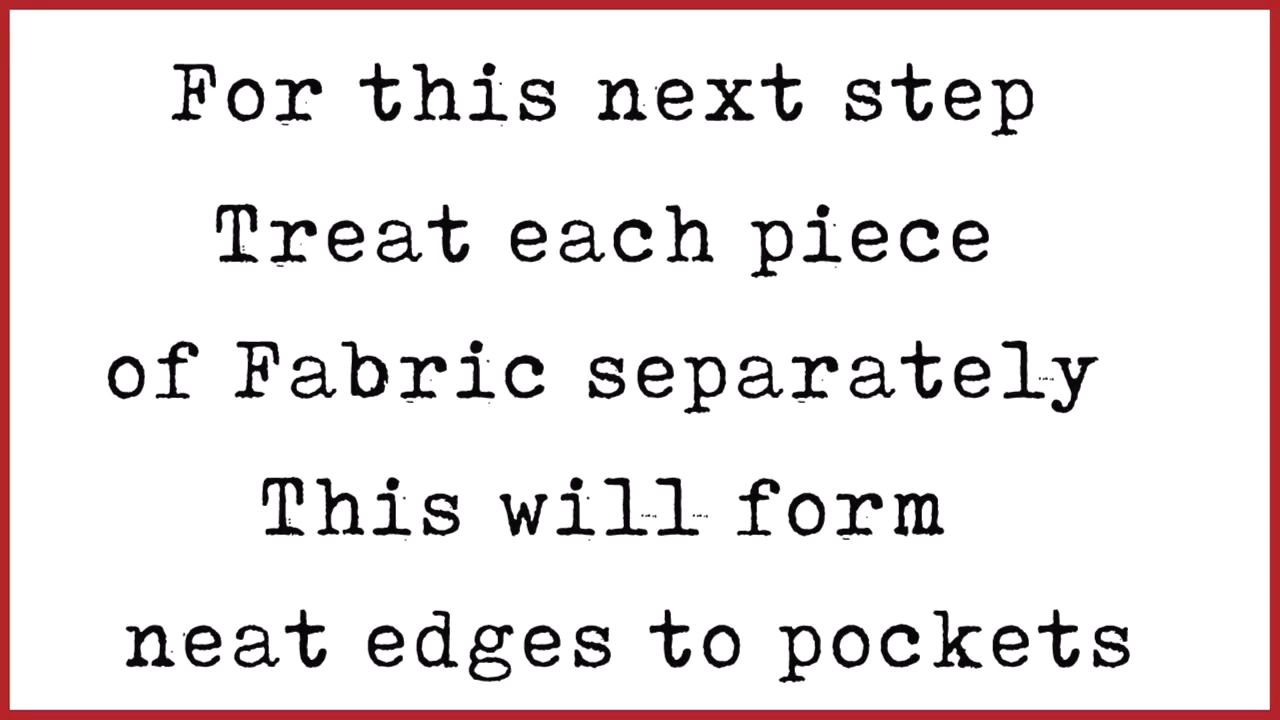 For this next step
Treat each piece
of Fabric separately
This will form
neat edges to pockets